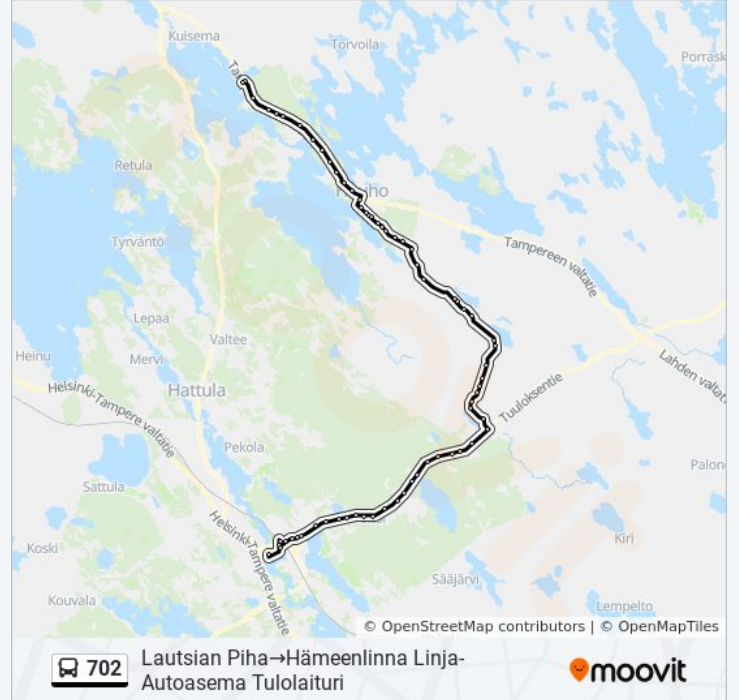 Kuisema
Torvoila
Porrask
Retula
Tyrväntö
Tampereen valtatie
Lepaa
Valtee
Mervi
Heinu
Hattula
Helsinki-Tampere valtatie
Lahden valtat
Tuuloksentie
Pekola
Sattula
Palon
Helsinki-Tampere valtatie
Koski
Kiri
Sääjärvi
Kouvala
Lempelto
© OpenStreetMap contributors | © OpenMapTiles
702
Lautsian Piha→Hämeenlinna Linja-
Autoasema Tulolaituri
moovit